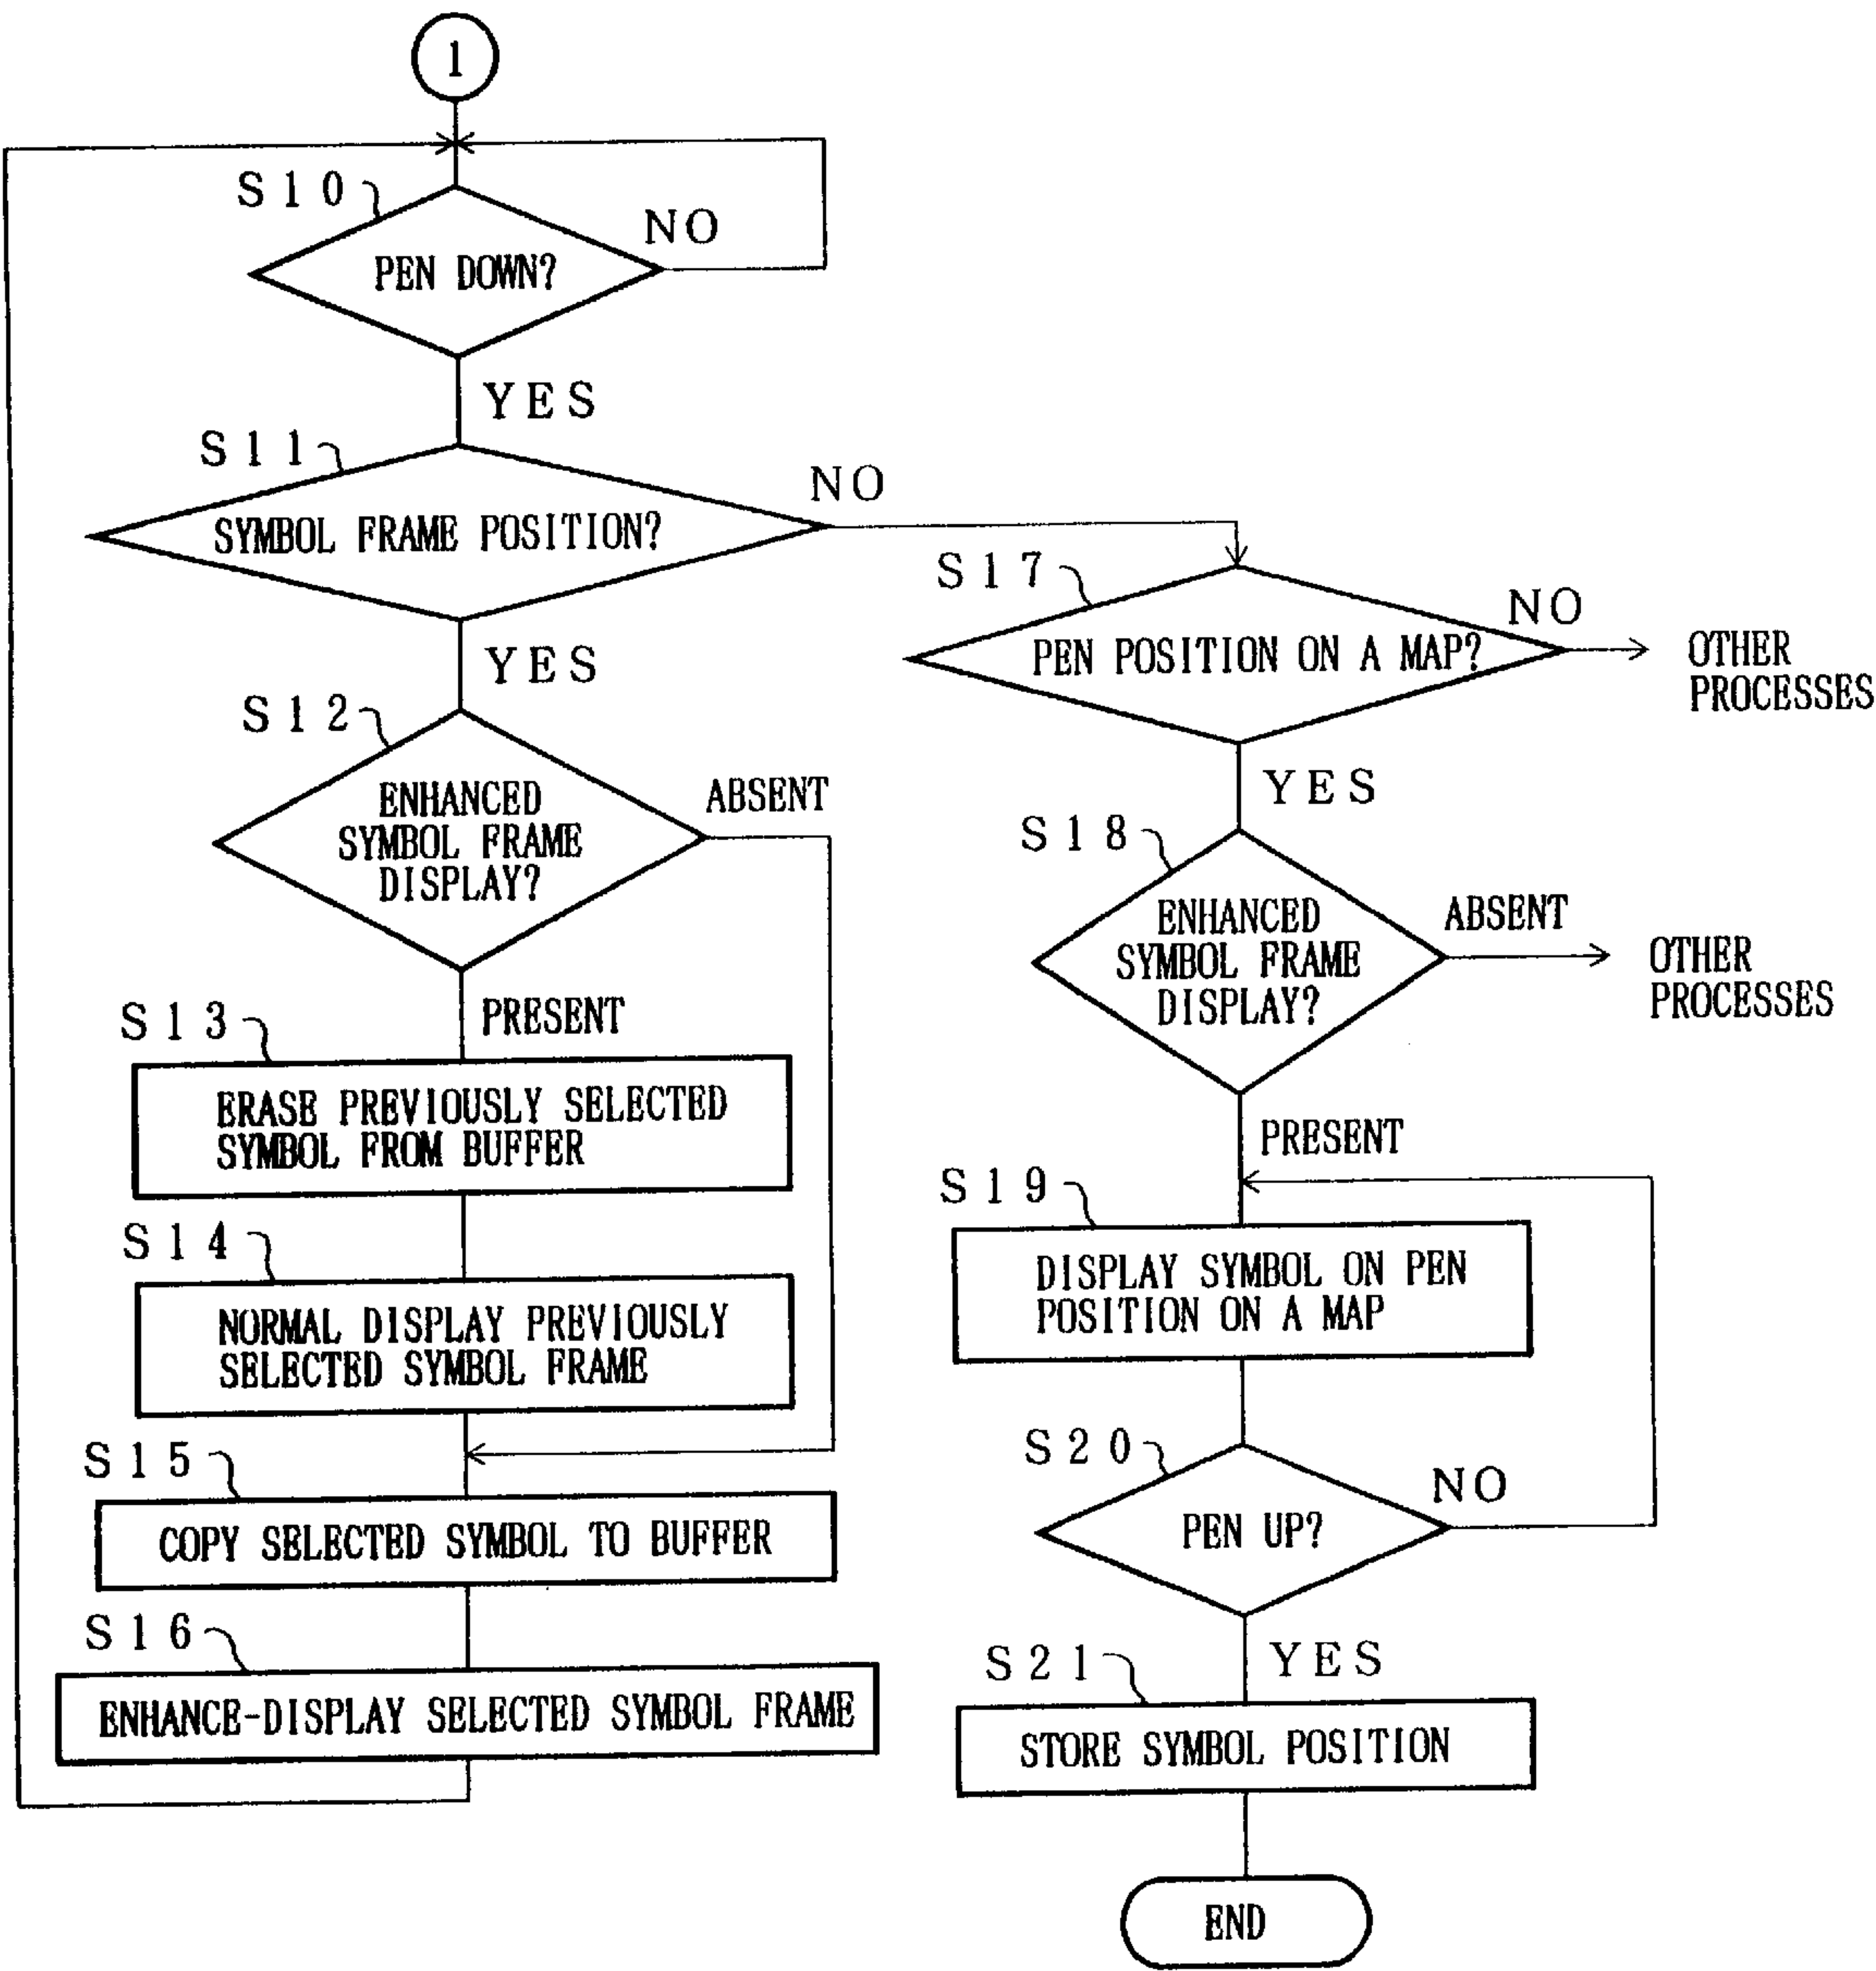 1
S10
NO
PEN DOWN?
YES
S11
NO
SYMBOL FRAME POSITION?
YES
S12
ABSENT
ENHANCED
SYMBOL FRAME
DISPLAY?
PRESENT
S13
ERASE PREVIOUSLY SELECTED
SYMBOL FROM BUFFER
S14
NORMAL DISPLAY PREVIOUSLY
SELECTED SYMBOL FRAME
S15
COPY SELECTED SYMBOL TO BUFFER
S16
ENHANCE-DISPLAY SELECTED SYMBOL FRAME
S17
NO
PEN POSITION ON A MAP?
OTHER
PROCESSES
YES
S18
ABSENT
ENHANCED
SYMBOL FRAME
DISPLAY?
OTHER
PROCESSES
PRESENT
S19
DISPLAY SYMBOL ON PEN
POSITION ON A MAP
S20
NO
PEN UP?
YES
S21
STORE SYMBOL POSITION
END